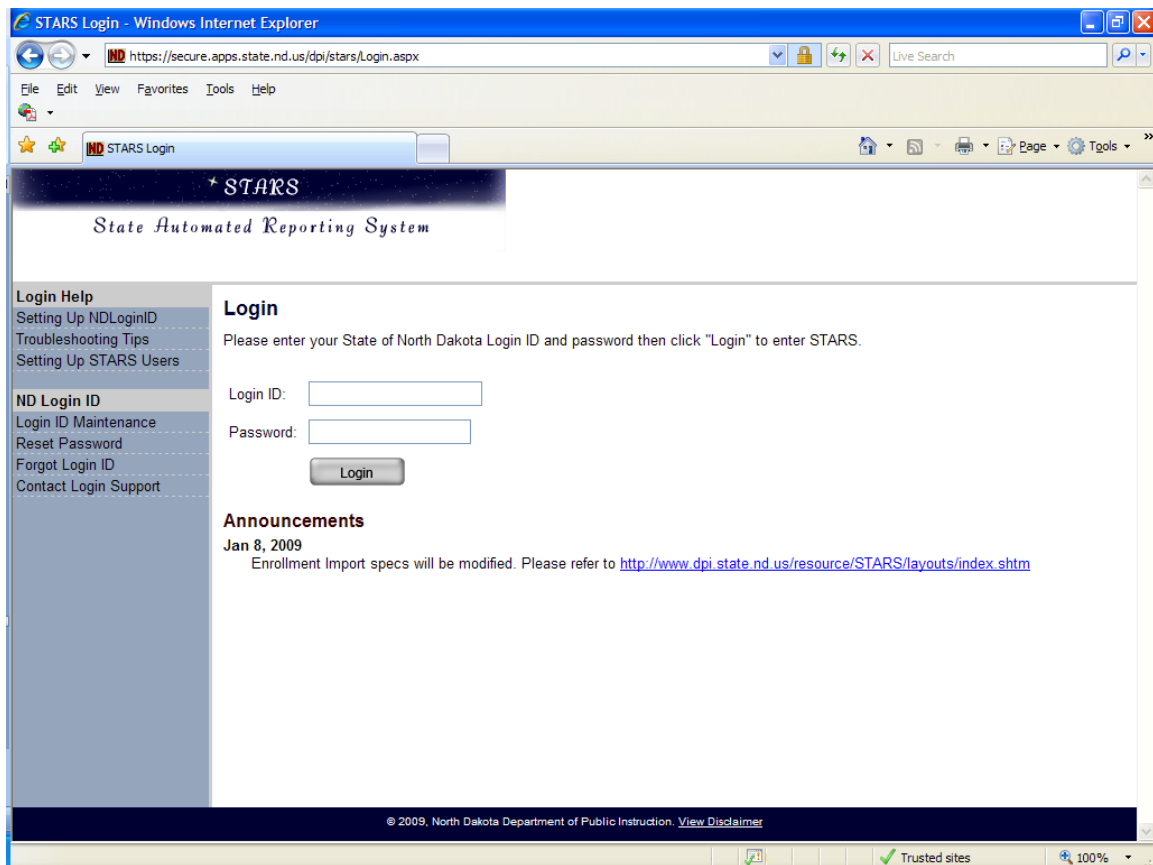 STARS Login - Windows Internet Explorer
ND https://secure.apps.state.nd.us/dpi/stars/Login.aspx
Live Search
File Edit View Favorites Tools Help
ND STARS Login
Page Tools »
STARS
State Automated Reporting System
Login Help
Setting Up NDLoginID
Troubleshooting Tips
Setting Up STARS Users
ND Login ID
Login ID Maintenance
Reset Password
Forgot Login ID
Contact Login Support
Login
Please enter your State of North Dakota Login ID and password then click "Login" to enter STARS.
Login ID:
Password:
Login
Announcements
Jan 8, 2009
Enrollment Import specs will be modified. Please refer to http://www.dpi.state.nd.us/resource/STARS/layouts/index.shtm
© 2009, North Dakota Department of Public Instruction. View Disclaimer
Trusted sites
100%